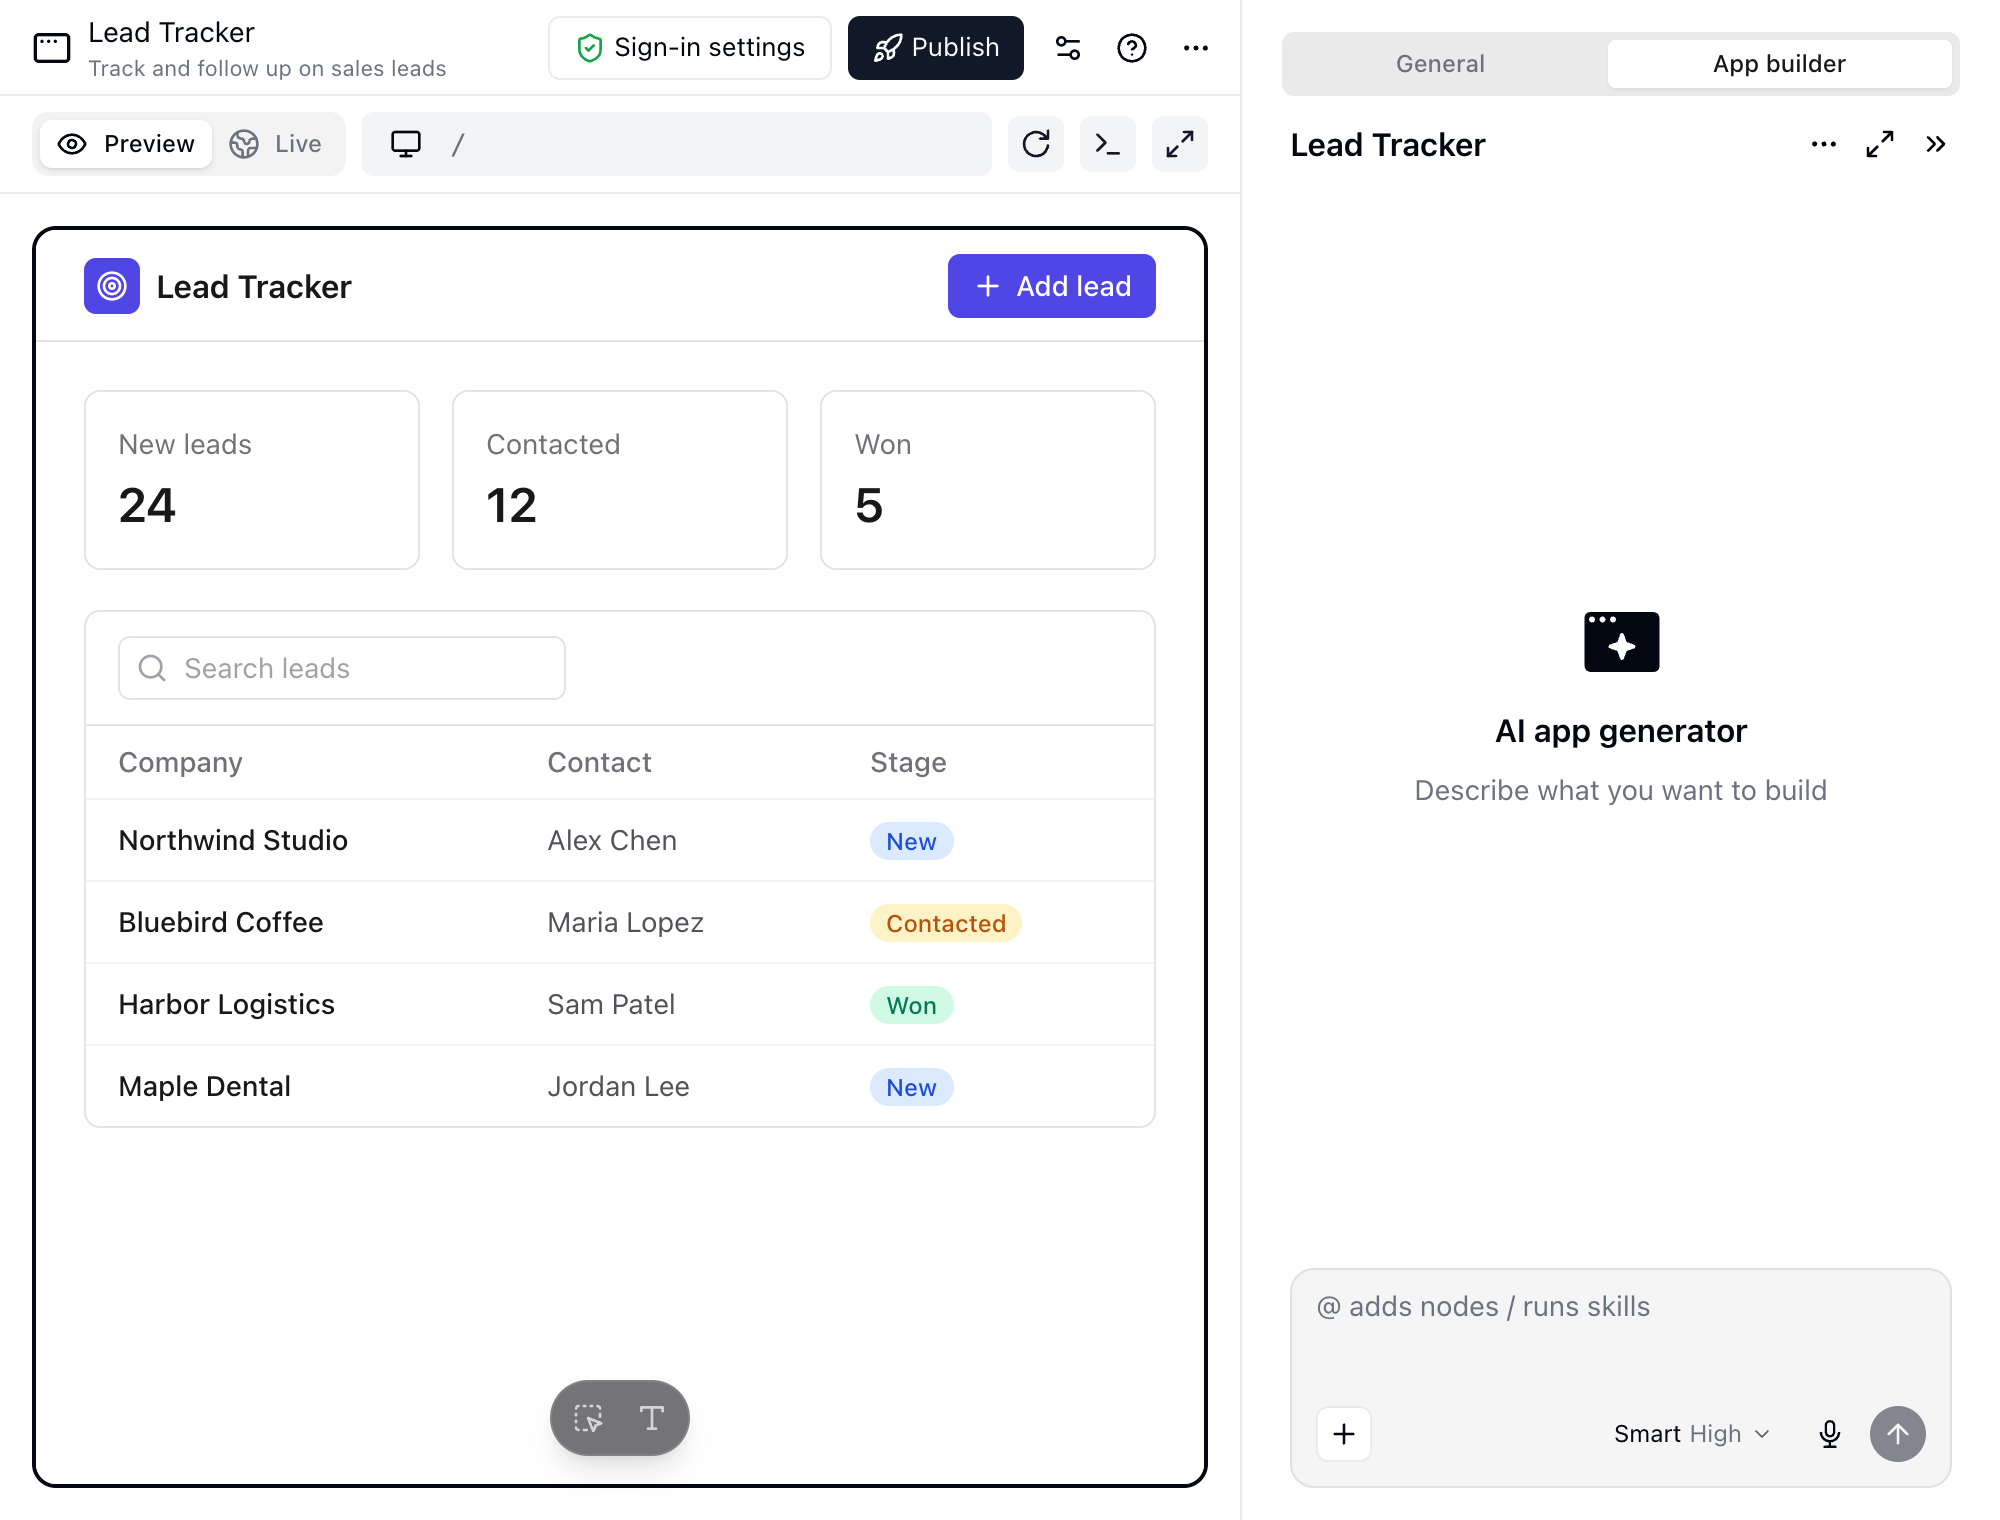 Lead Tracker
Track and follow up on sales leads
Sign-in settings
Publish
Preview
Live
/
Lead Tracker
Add lead
New leads
24
Contacted
12
Won
5
Search leads
Company Contact Stage
Northwind Studio Alex Chen New
Bluebird Coffee Maria Lopez Contacted
Harbor Logistics Sam Patel Won
Maple Dental Jordan Lee New
General
App builder
Lead Tracker
AI app generator
Describe what you want to build
@ adds nodes / runs skills
Smart High